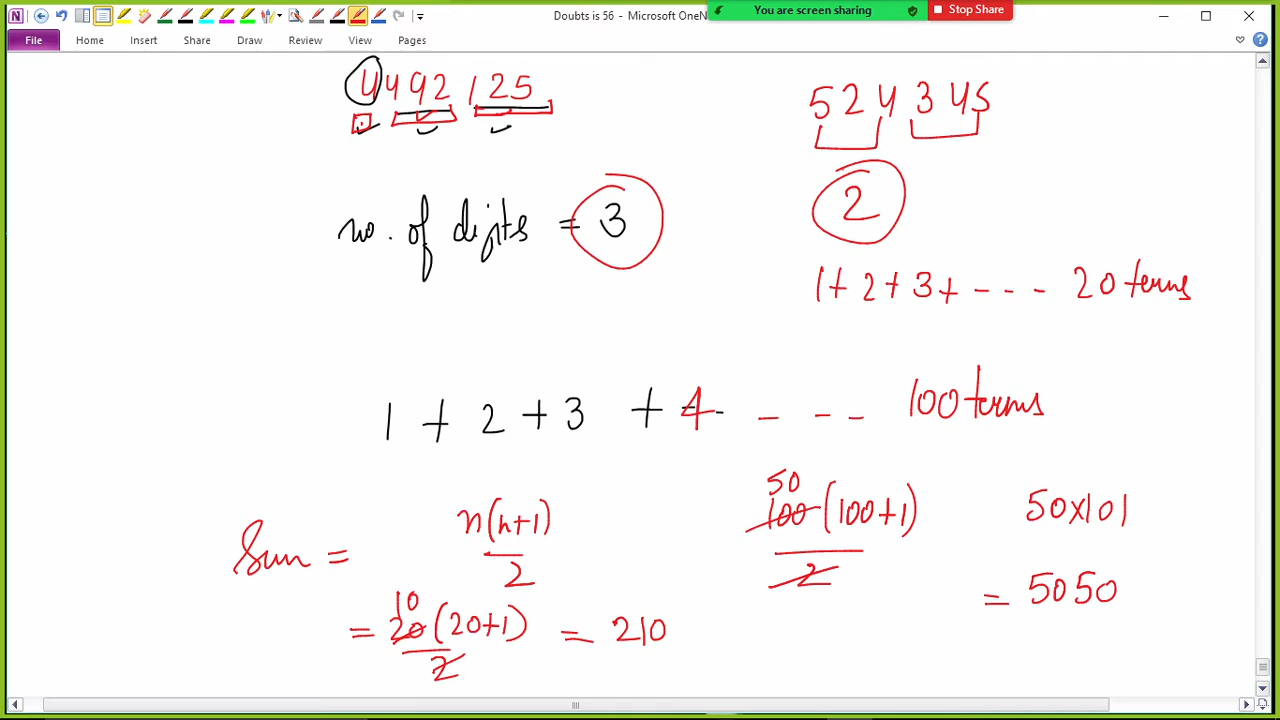 Doubts is 56 - Microsoft OneN
You are screen sharing
Stop Share
File Home Insert Share Draw Review View Pages
4492125
524345
no. of digits = 3
2
1+2+3+ - - - 20 terms
1 + 2 + 3 + 4 - - - 100 terms
Sum = n(n+1)/2
50
100(100+1)/2
50x101
= 5050
10
= 20(20+1)/2 = 210